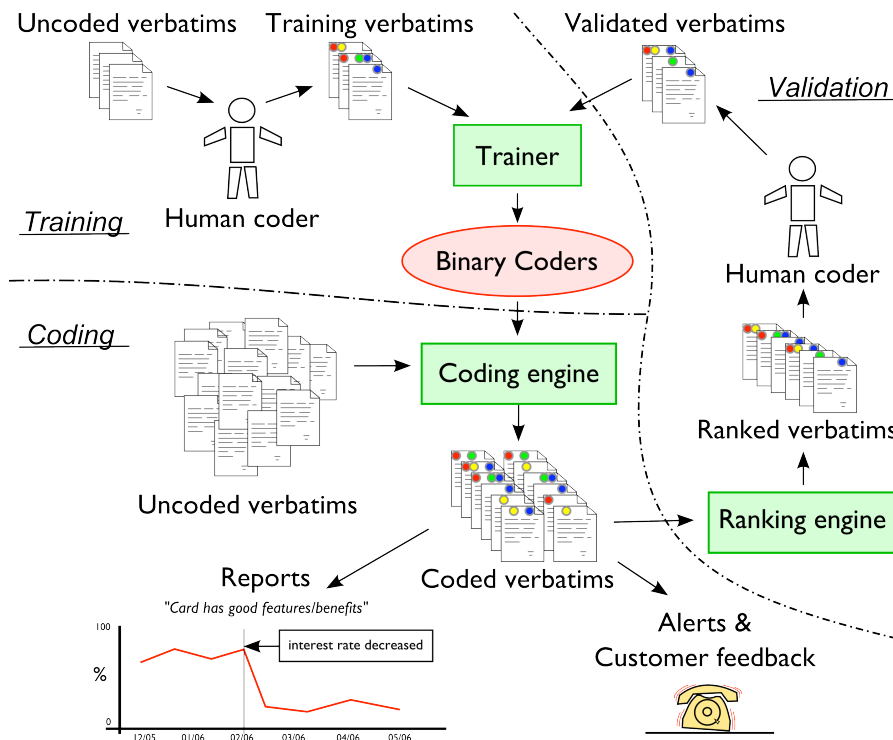 Uncoded verbatims
Training verbatims
Validated verbatims
Validation
Trainer
Training
Human coder
Binary Coders
Human coder
Coding
Coding engine
Ranked verbatims
Uncoded verbatims
Ranking engine
Coded verbatims
Reports
"Card has good features/benefits"
Alerts &
Customer feedback
100
interest rate decreased
%
0
12/05 01/06 02/06 03/06 04/06 05/06